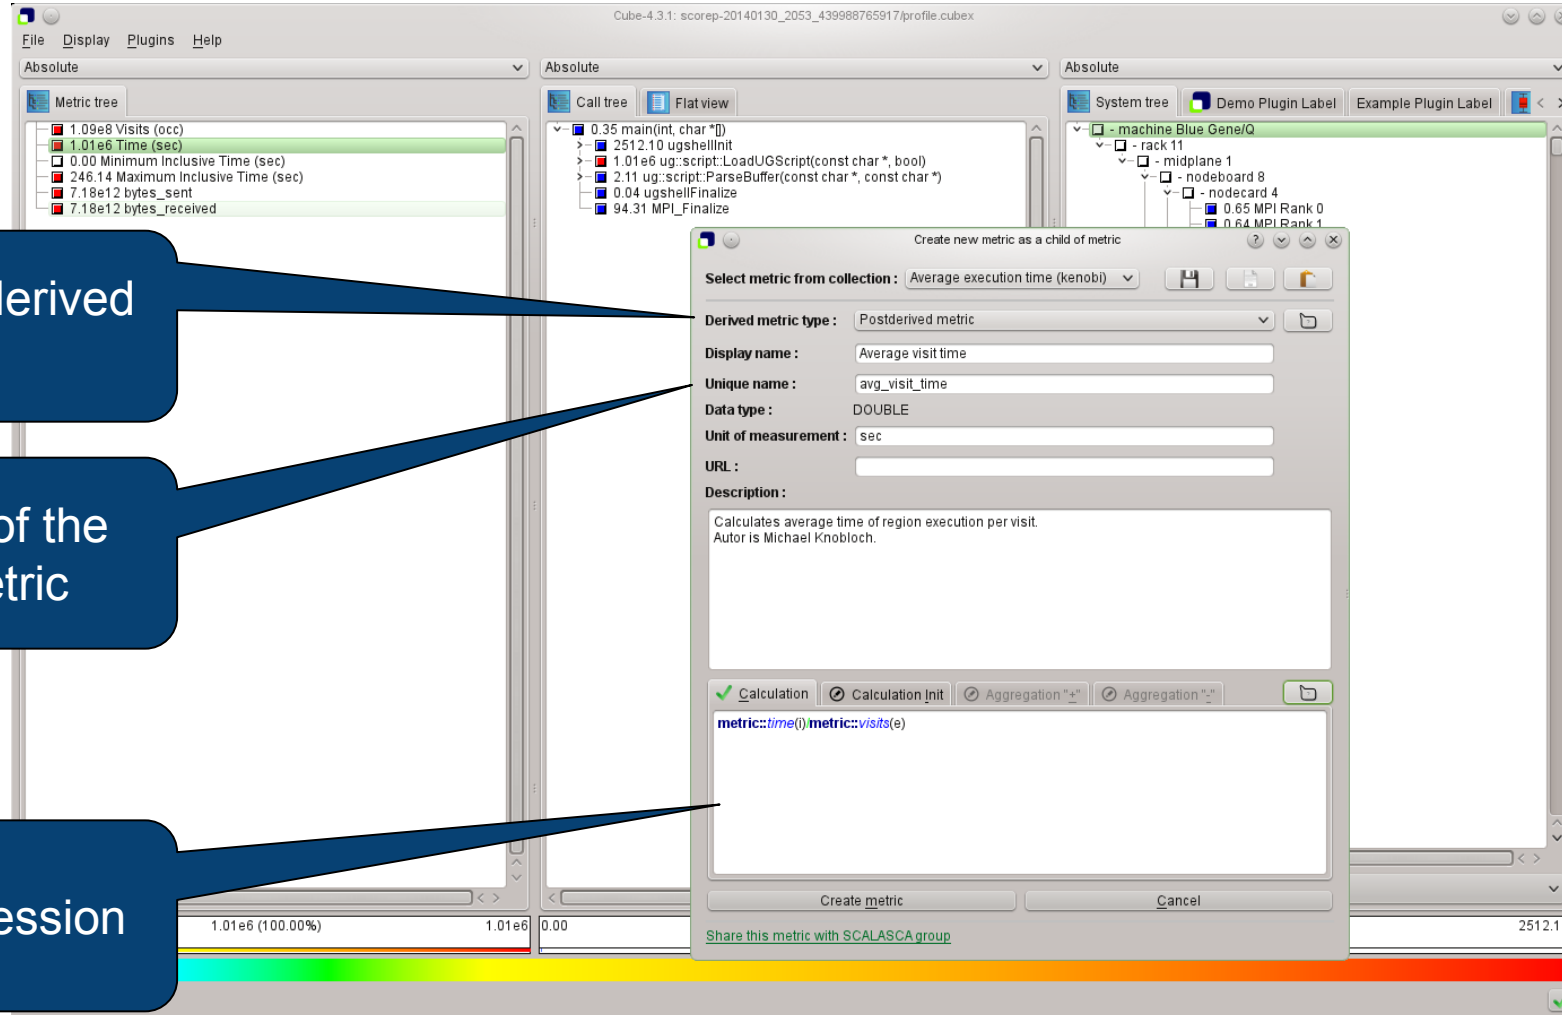 Cube-4.3.1: scorep-20140130_2053_439988765917/profile.cubex
File Display Plugins Help
Absolute
Absolute
Absolute
Metric tree
Call tree
Flat view
System tree
Demo Plugin Label
Example Plugin Label
1.09e8 Visits (occ)
1.01e6 Time (sec)
0.00 Minimum Inclusive Time (sec)
246.14 Maximum Inclusive Time (sec)
7.18e12 bytes_sent
7.18e12 bytes_received
0.35 main(int, char *[])
2512.10 ugshellInit
1.01e6 ug::script::LoadUGScript(const char *, bool)
2.11 ug::script::ParseBuffer(const char *, const char *)
0.04 ugshellFinalize
94.31 MPI_Finalize
- machine Blue Gene/Q
- rack 11
- midplane 1
- nodeboard 8
- nodecard 4
0.65 MPI Rank 0
0.64 MPI Rank 1
Create new metric as a child of metric
Select metric from collection : Average execution time (kenobi)
Derived metric type : Postderived metric
Display name : Average visit time
Unique name : avg_visit_time
Data type : DOUBLE
Unit of measurement : sec
URL :
Description :
Calculates average time of region execution per visit.
Autor is Michael Knobloch.
Calculation
Calculation Init
Aggregation "+"
Aggregation "-"
metric::time(i)/metric::visits(e)
Create metric
Cancel
Share this metric with SCALASCA group
lerived
of the
etric
ession
1.01e6 (100.00%)
1.01e6
0.00
2512.1